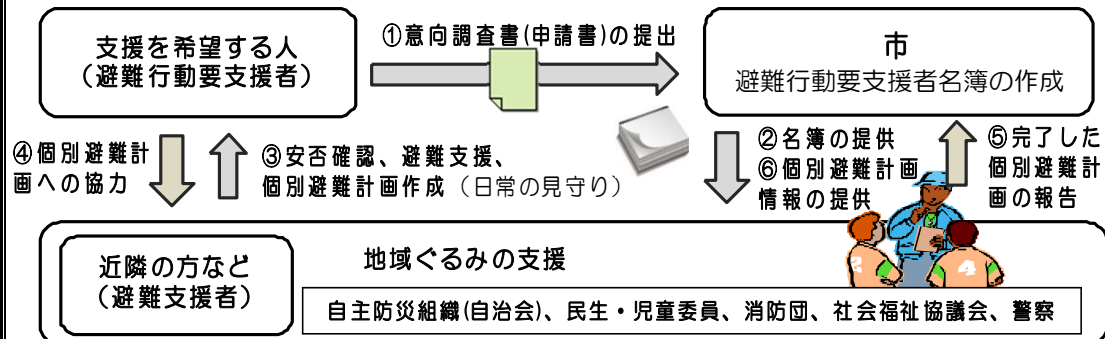 支援を希望する人
（避難行動要支援者）
①意向調査書(申請書)の提出
市
避難行動要支援者名簿の作成
④個別避難計
画への協力
③安否確認、避難支援、
個別避難計画作成（日常の見守り）
②名簿の提供
⑥個別避難計画
情報の提供
⑤完了した
個別避難計
画の報告
近隣の方など
（避難支援者）
地域ぐるみの支援
2
4
自主防災組織(自治会)、民生・児童委員、消防団、社会福祉協議会、警察